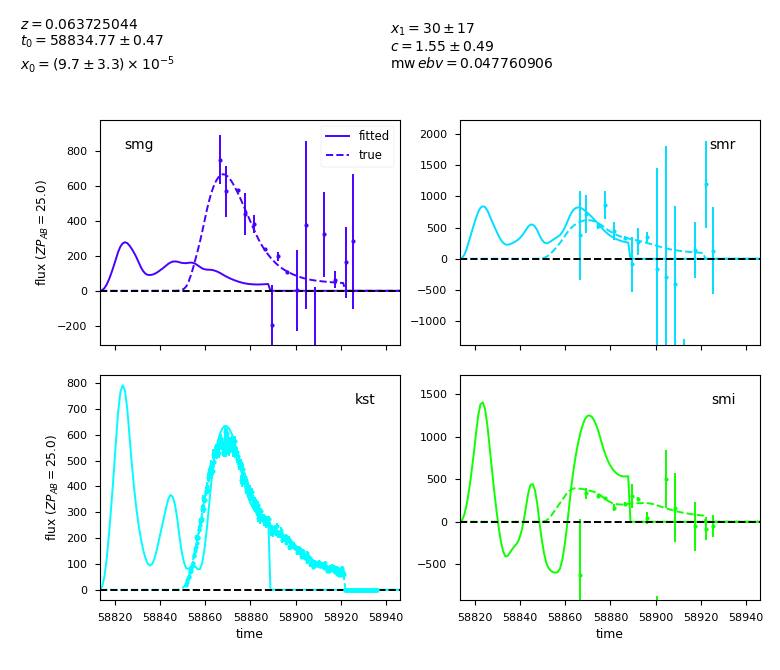 z = 0.063725044
t₀ = 58834.77 ± 0.47
x₀ = (9.7 ± 3.3) × 10⁻⁵
x₁ = 30 ± 17
c = 1.55 ± 0.49
mw ebv = 0.047760906
smg
fitted
true
flux (ZP_AB = 25.0)
800
600
400
200
0
−200
smr
2000
1500
1000
500
0
−500
−1000
kst
flux (ZP_AB = 25.0)
800
700
600
500
400
300
200
100
0
58820 58840 58860 58880 58900 58920 58940
time
smi
1500
1000
500
0
−500
58820 58840 58860 58880 58900 58920 58940
time